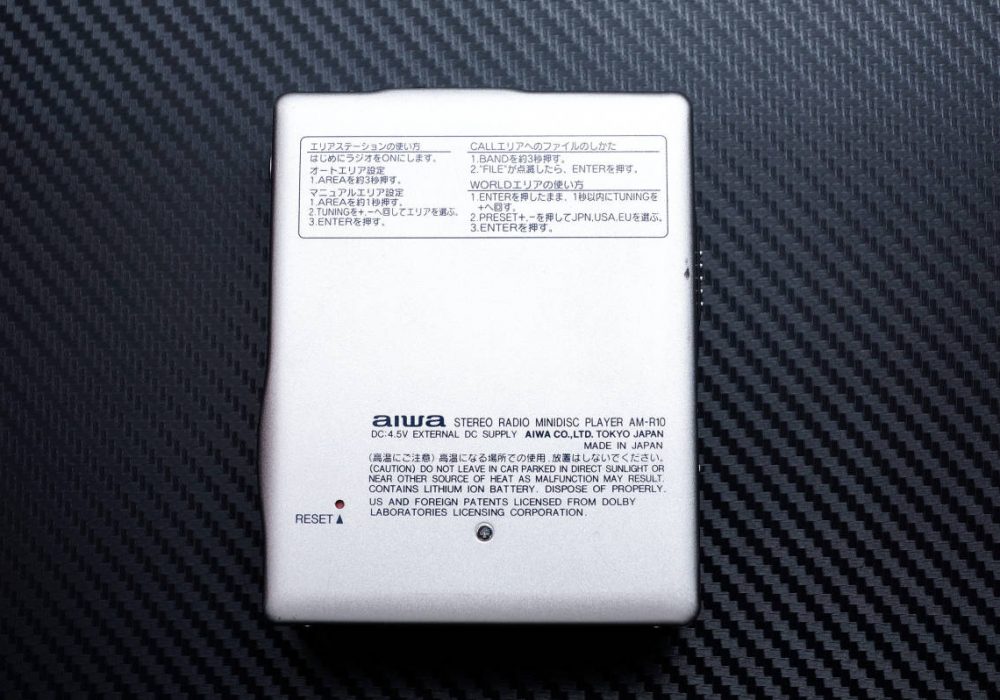 エリアステーションの使い方
はじめにラジオをONにします。
オートエリア設定
1.AREAを約3秒押す。
マニュアルエリア設定
1.AREAを約1秒押す。
2.TUNINGを+,−へ回してエリアを選ぶ。
3.ENTERを押す。
CALLエリアへのファイルのしかた
1.BANDを約3秒押す。
2."FILE"が点滅したら、ENTERを押す。
WORLDエリアの使い方
1.ENTERを押したまま、1秒以内にTUNINGを
+へ回す。
2.PRESET+,−を押してJPN,USA,EUを選ぶ。
3.ENTERを押す。
aiwa STEREO RADIO MINIDISC PLAYER AM-R10
DC:4.5V EXTERNAL DC SUPPLY AIWA CO.,LTD. TOKYO JAPAN
MADE IN JAPAN
(高温にご注意) 高温になる場所での使用、放置はしないでください。
(CAUTION) DO NOT LEAVE IN CAR PARKED IN DIRECT SUNLIGHT OR
NEAR OTHER SOURCE OF HEAT AS MALFUNCTION MAY RESULT.
CONTAINS LITHIUM ION BATTERY. DISPOSE OF PROPERLY.
US AND FOREIGN PATENTS LICENSED FROM DOLBY
LABORATORIES LICENSING CORPORATION.
RESET▲